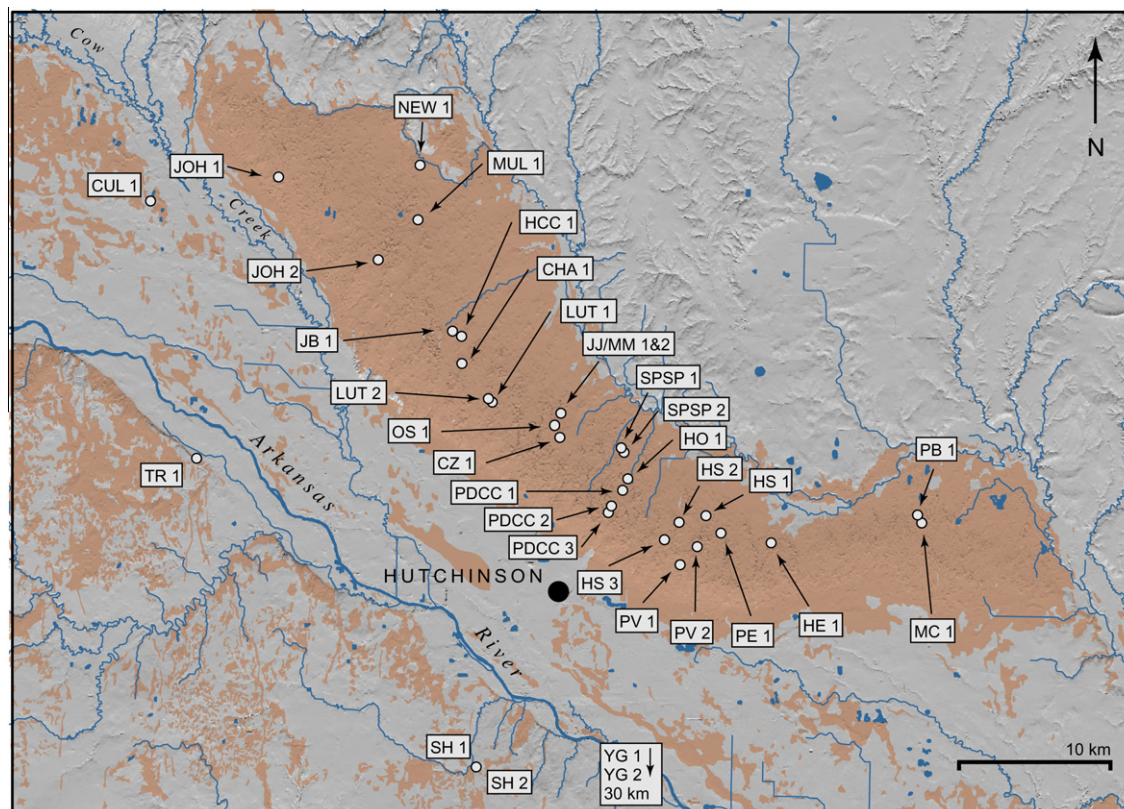 Cow
NEW 1
N
MUL 1
JOH 1
CUL 1
Creek
HCC 1
JOH 2
CHA 1
LUT 1
JB 1
JJ/MM 1&2
SPSP 1
LUT 2
SPSP 2
OS 1
HO 1
PB 1
CZ 1
HS 2
HS 1
TR 1
Arkansas
PDCC 1
PDCC 2
PDCC 3
HUTCHINSON
HS 3
PV 1
PV 2
PE 1
HE 1
MC 1
River
SH 1
SH 2
YG 1
YG 2
30 km
10 km